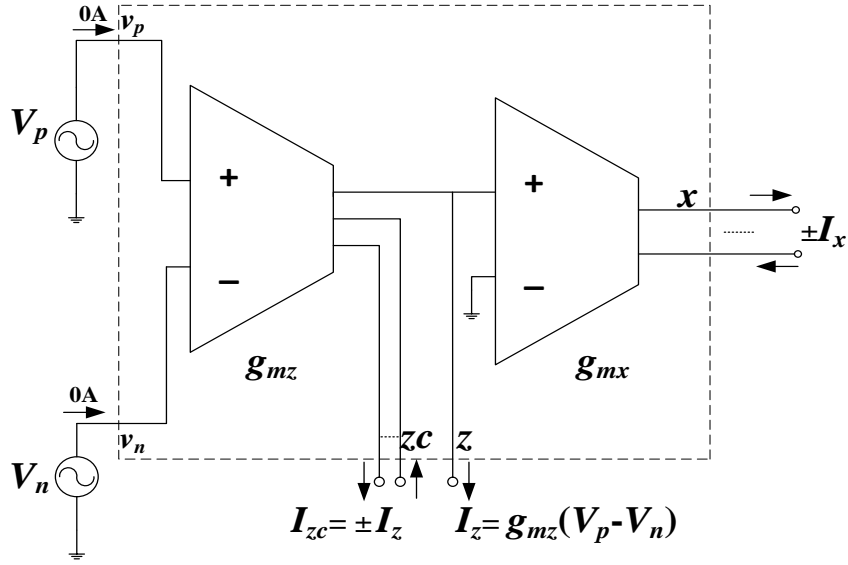 0A
v_p
V_p
+
−
g_mz
+
−
g_mx
x
±I_x
0A
v_n
V_n
zc
z
I_zc = ±I_z
I_z = g_mz(V_p-V_n)